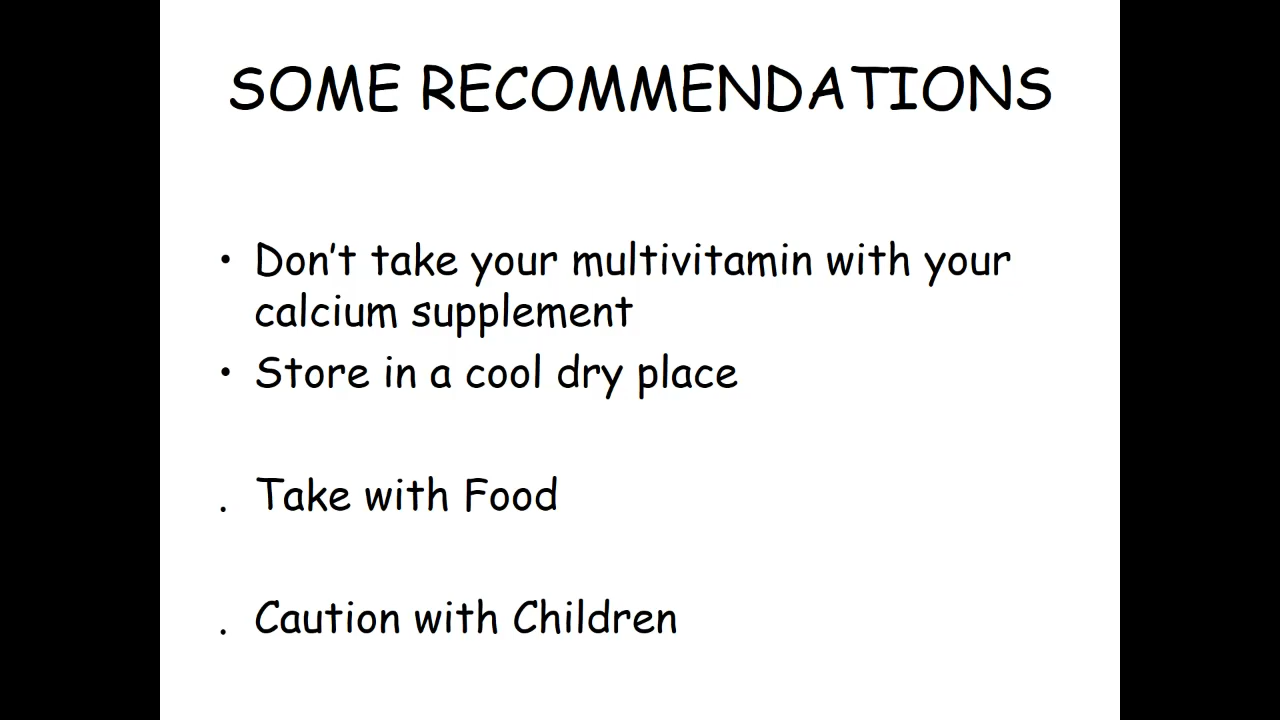 SOME RECOMMENDATIONS
• Don't take your multivitamin with your
calcium supplement
• Store in a cool dry place
. Take with Food
. Caution with Children